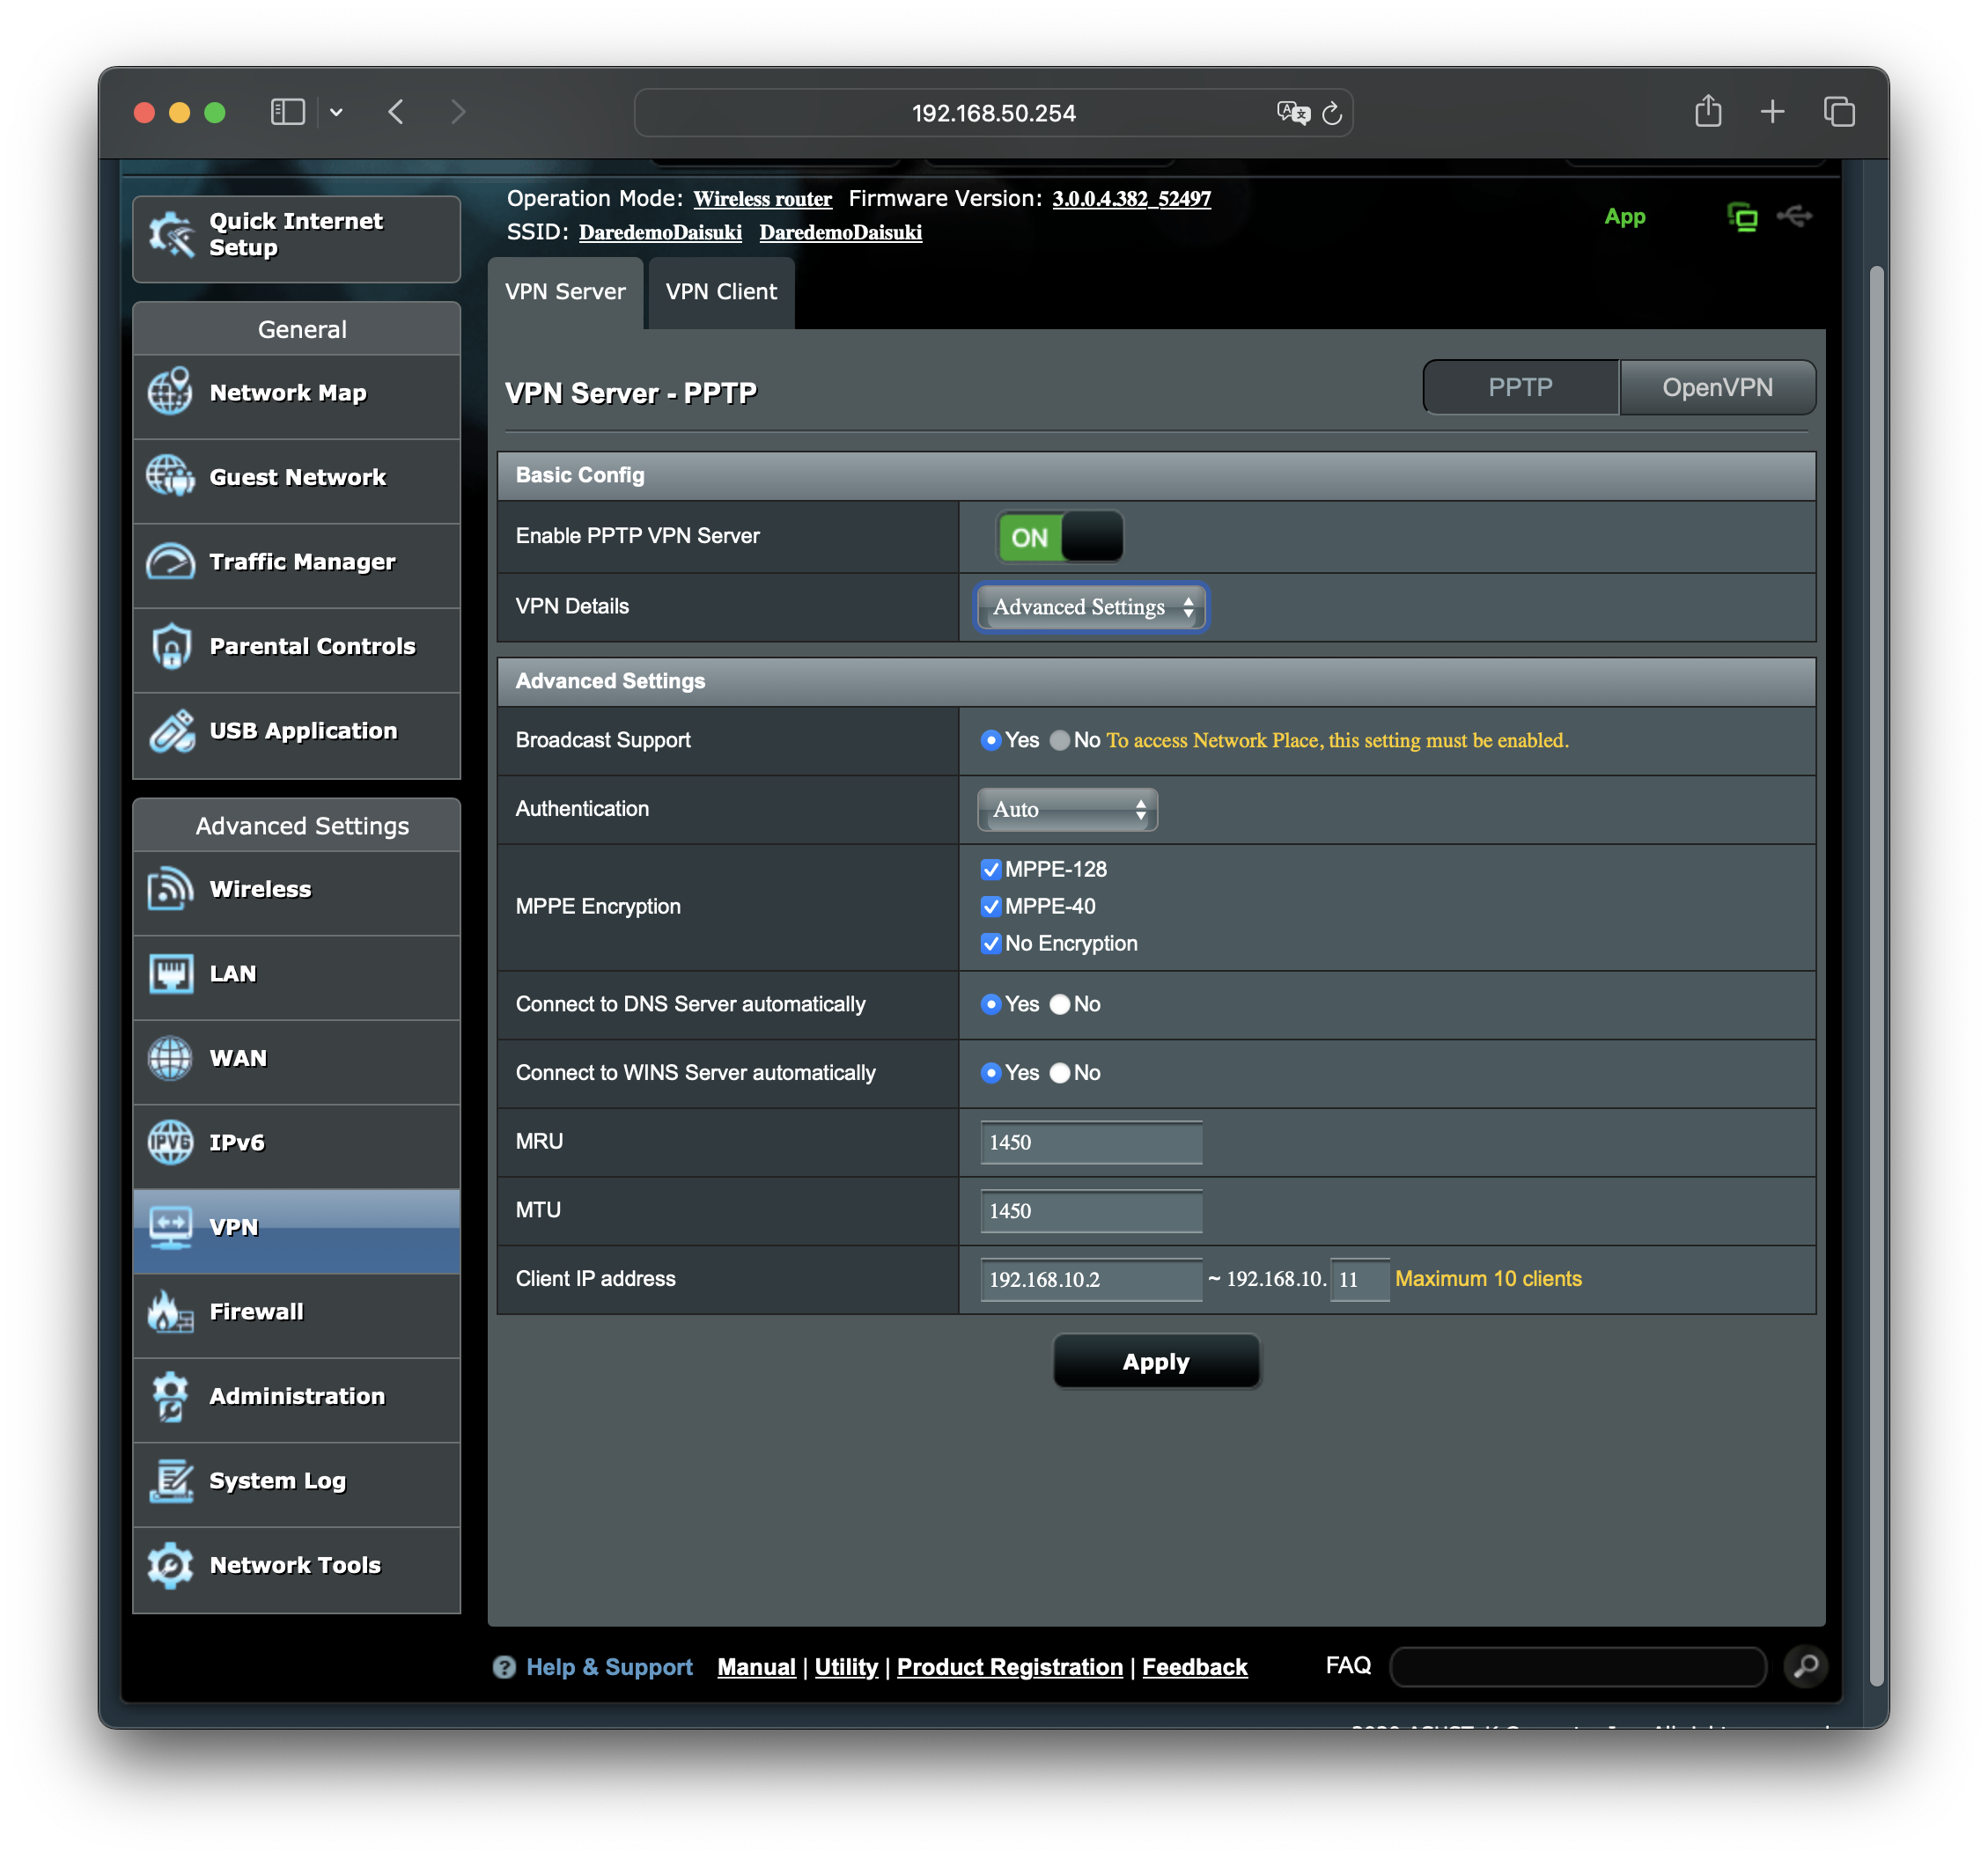 192.168.50.254
Operation Mode: Wireless router Firmware Version: 3.0.0.4.382_52497
SSID: DaredemoDaisuki DaredemoDaisuki
App
Quick Internet
Setup
General
Network Map
Guest Network
Traffic Manager
Parental Controls
USB Application
Advanced Settings
Wireless
LAN
WAN
IPv6
VPN
Firewall
Administration
System Log
Network Tools
VPN Server VPN Client
VPN Server - PPTP
PPTP OpenVPN
Basic Config
Enable PPTP VPN Server ON
VPN Details Advanced Settings
Advanced Settings
Broadcast Support Yes No To access Network Place, this setting must be enabled.
Authentication Auto
MPPE Encryption
MPPE-128
MPPE-40
No Encryption
Connect to DNS Server automatically Yes No
Connect to WINS Server automatically Yes No
MRU 1450
MTU 1450
Client IP address 192.168.10.2 ~ 192.168.10. 11 Maximum 10 clients
Apply
? Help & Support Manual | Utility | Product Registration | Feedback FAQ